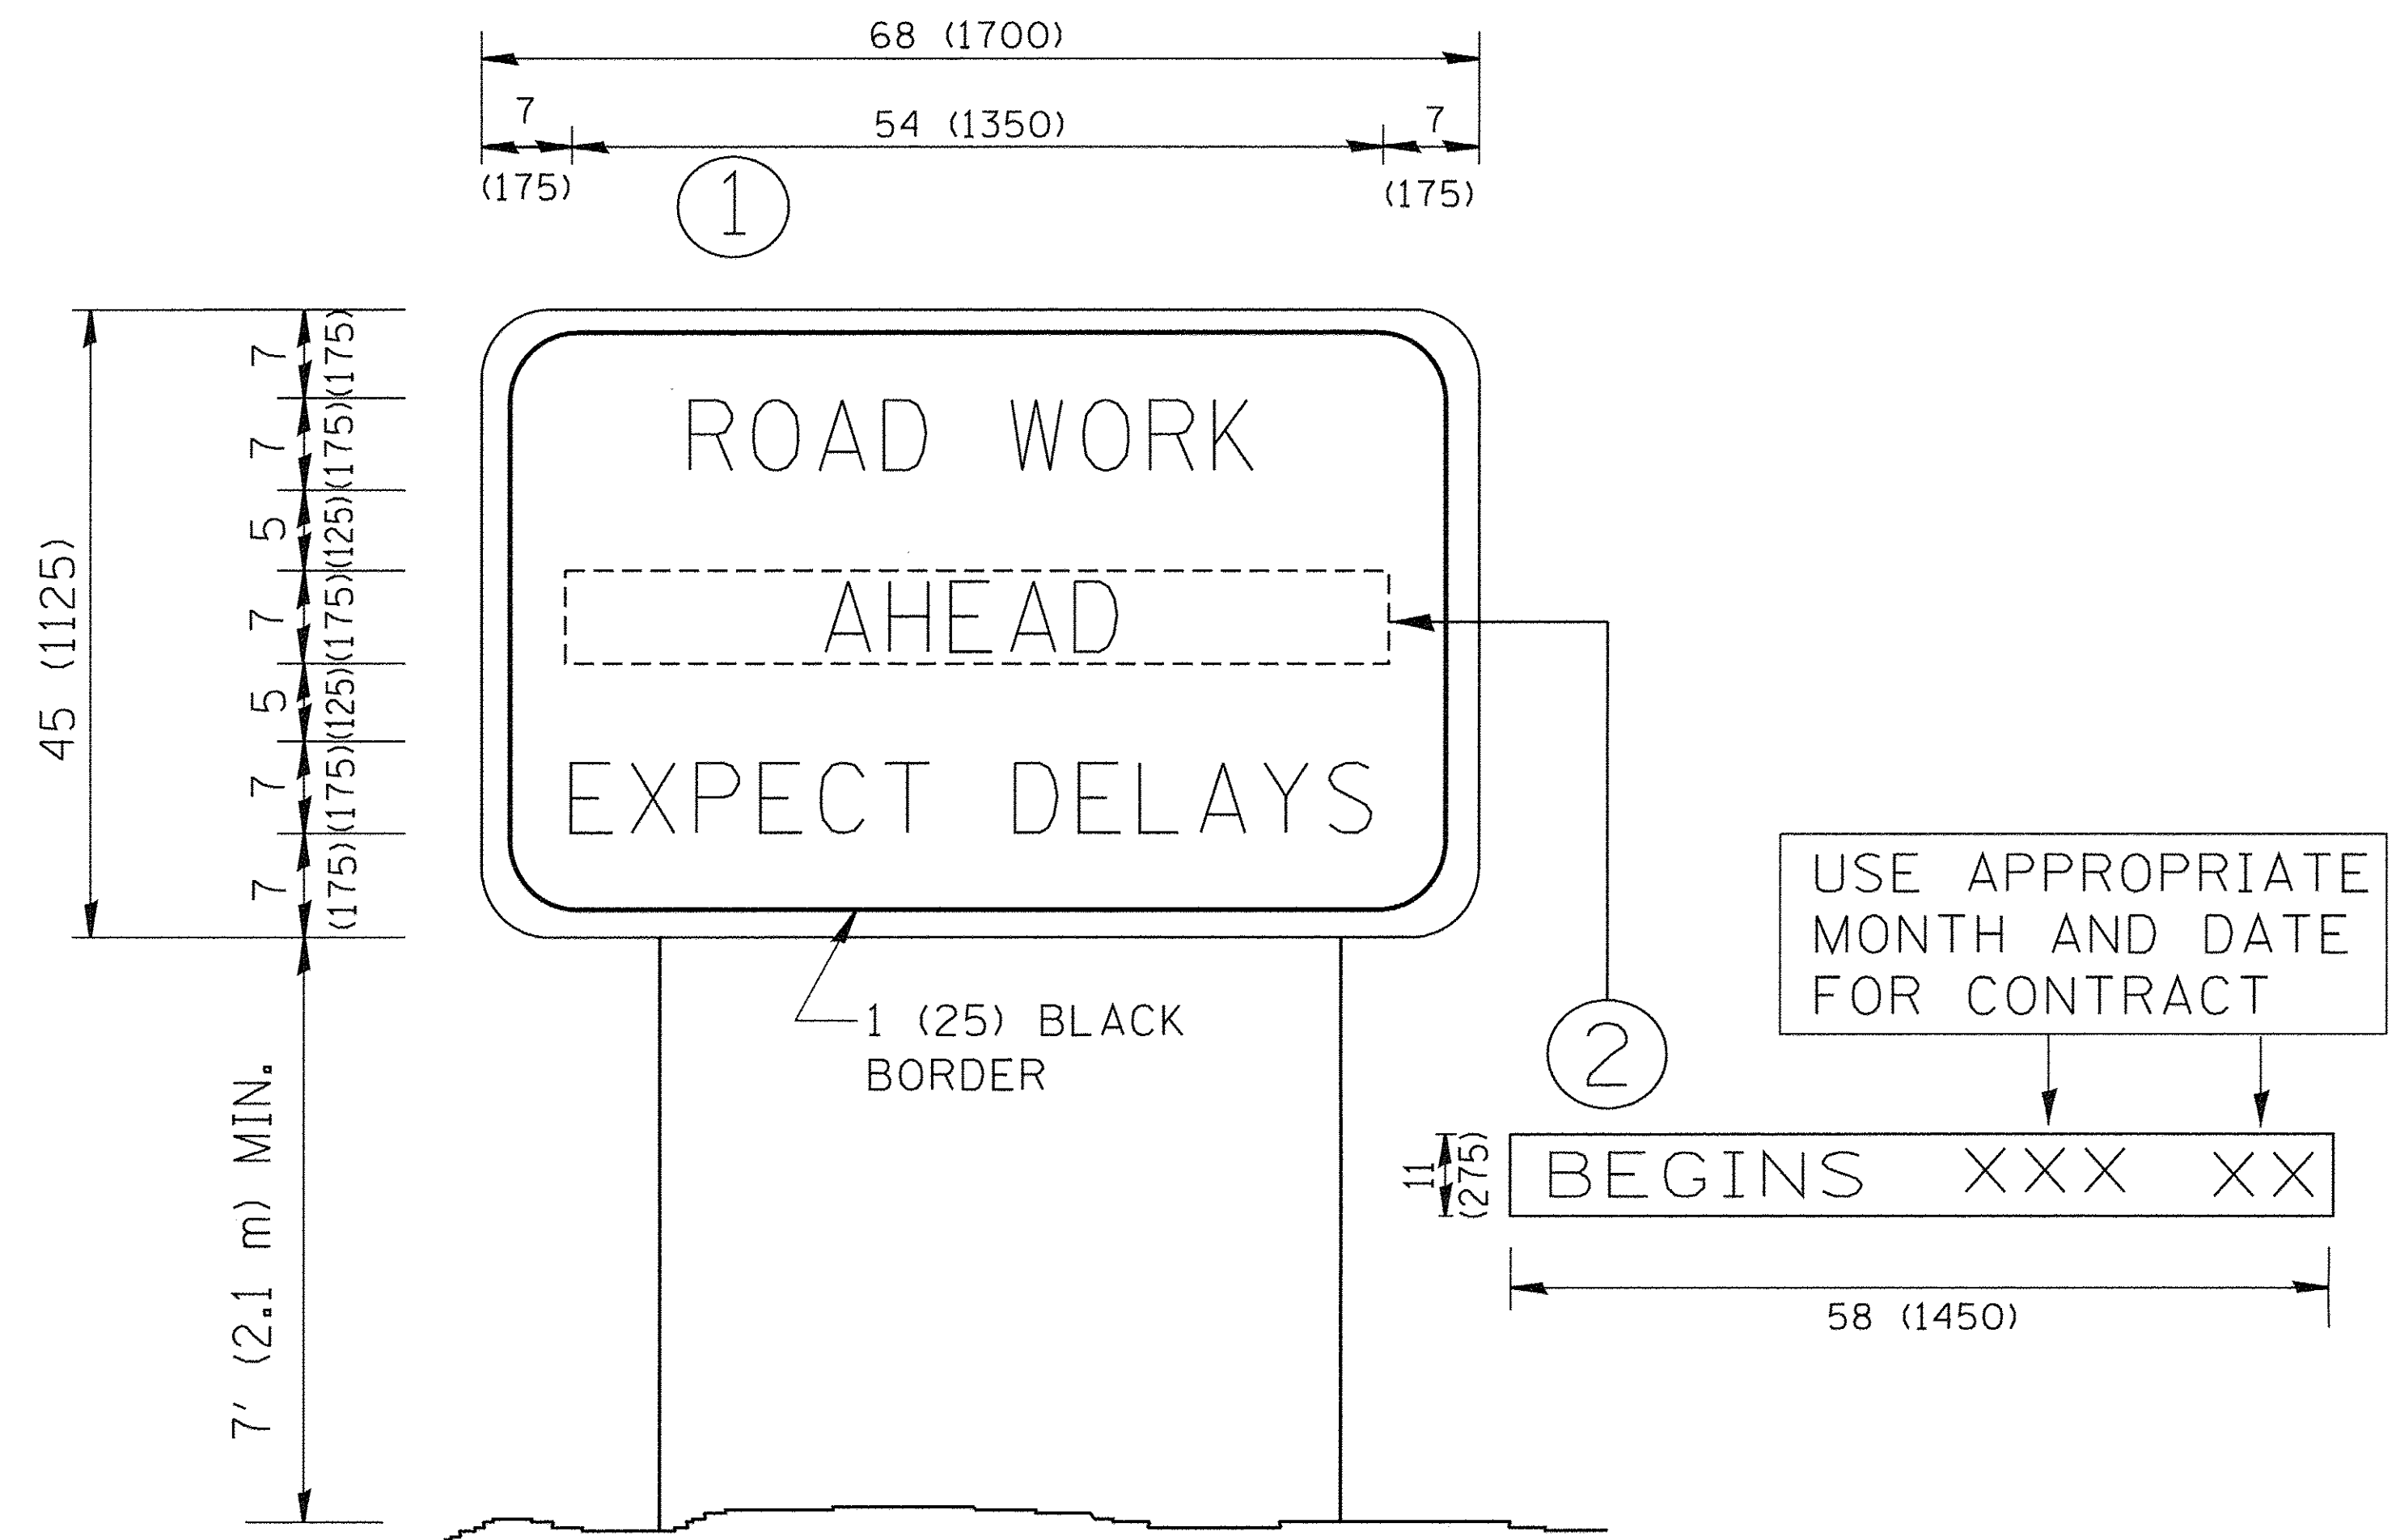 68 (1700)
7
54 (1350)
7
(175)
(175)
1
45 (1125)
7
(175)
7
(175)
5
(125)
7
(175)
5
(125)
7
(175)
7
(175)
ROAD WORK
AHEAD
EXPECT DELAYS
1 (25) BLACK
BORDER
7' (2.1 m) MIN.
USE APPROPRIATE
MONTH AND DATE
FOR CONTRACT
2
11
(275)
BEGINS XXX XX
58 (1450)